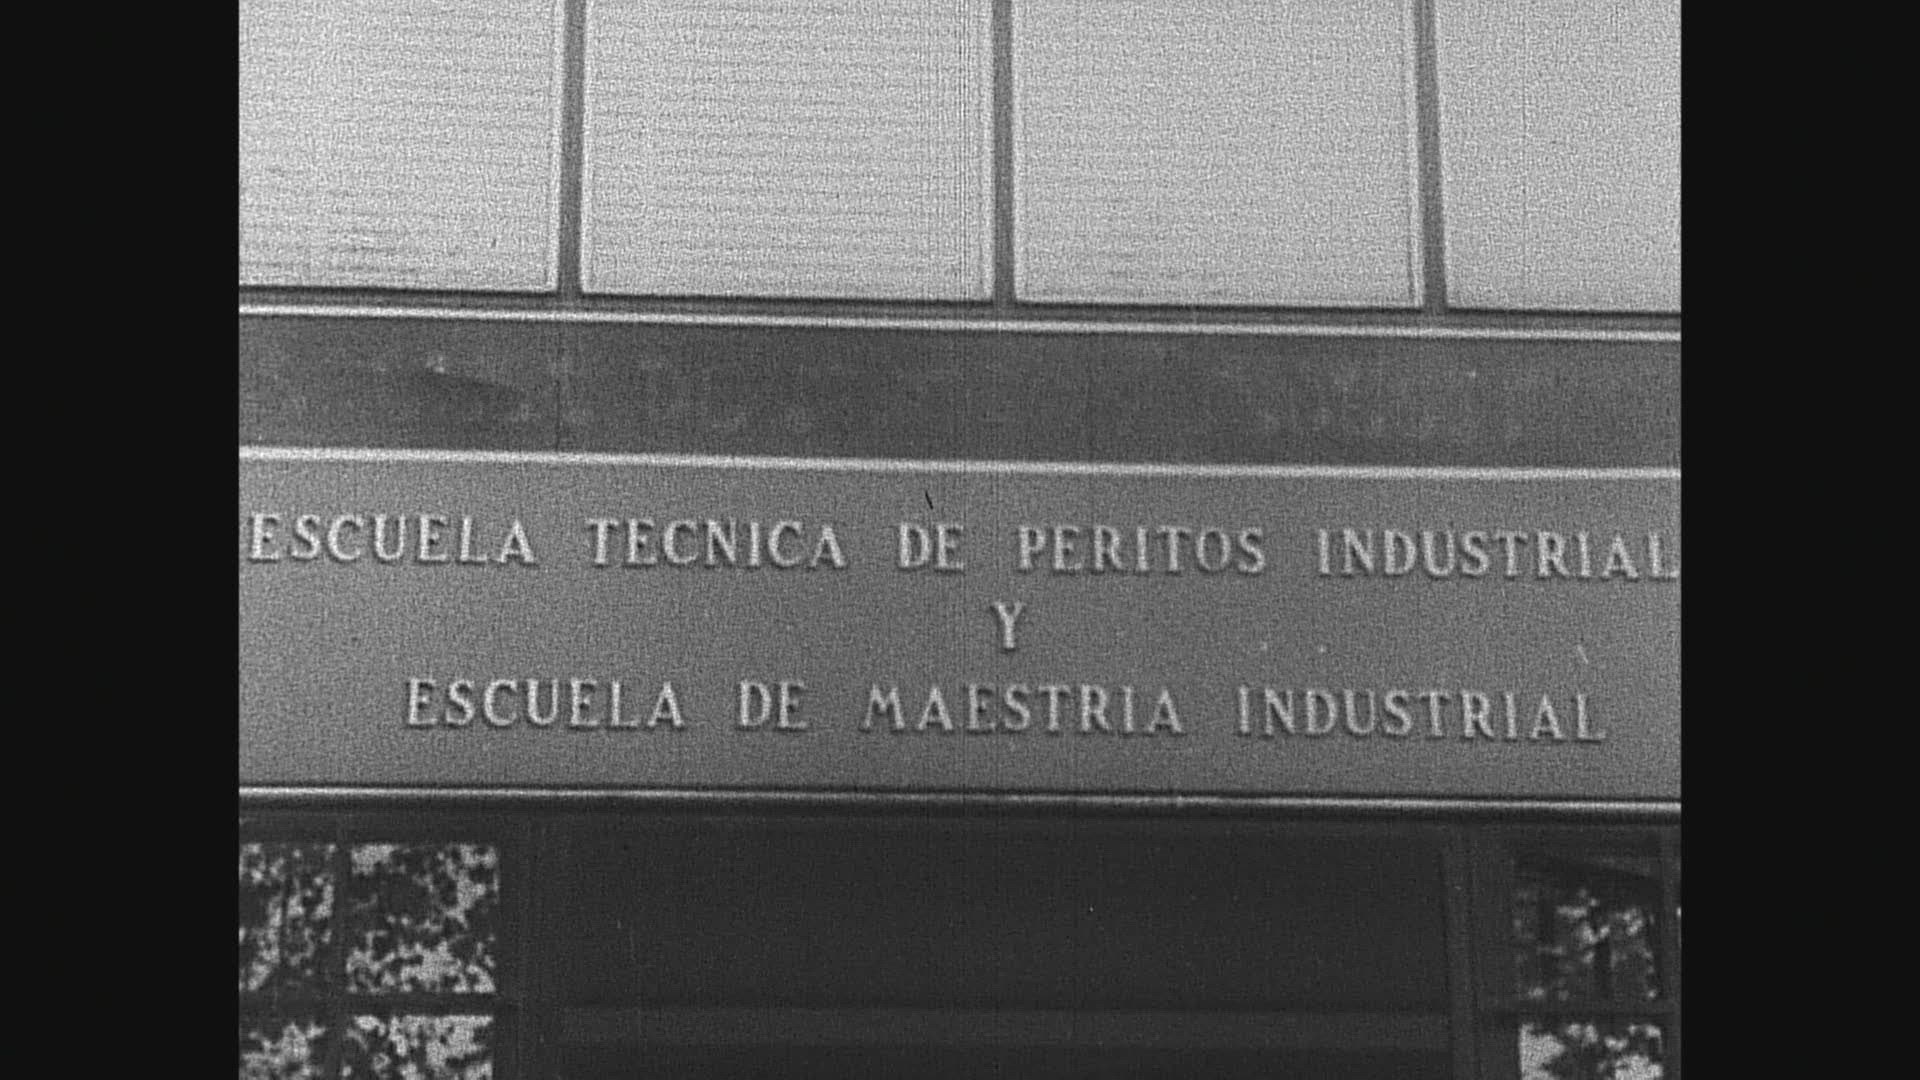 ESCUELA TECNICA DE PERITOS INDUSTRIAL
Y
ESCUELA DE MAESTRIA INDUSTRIAL